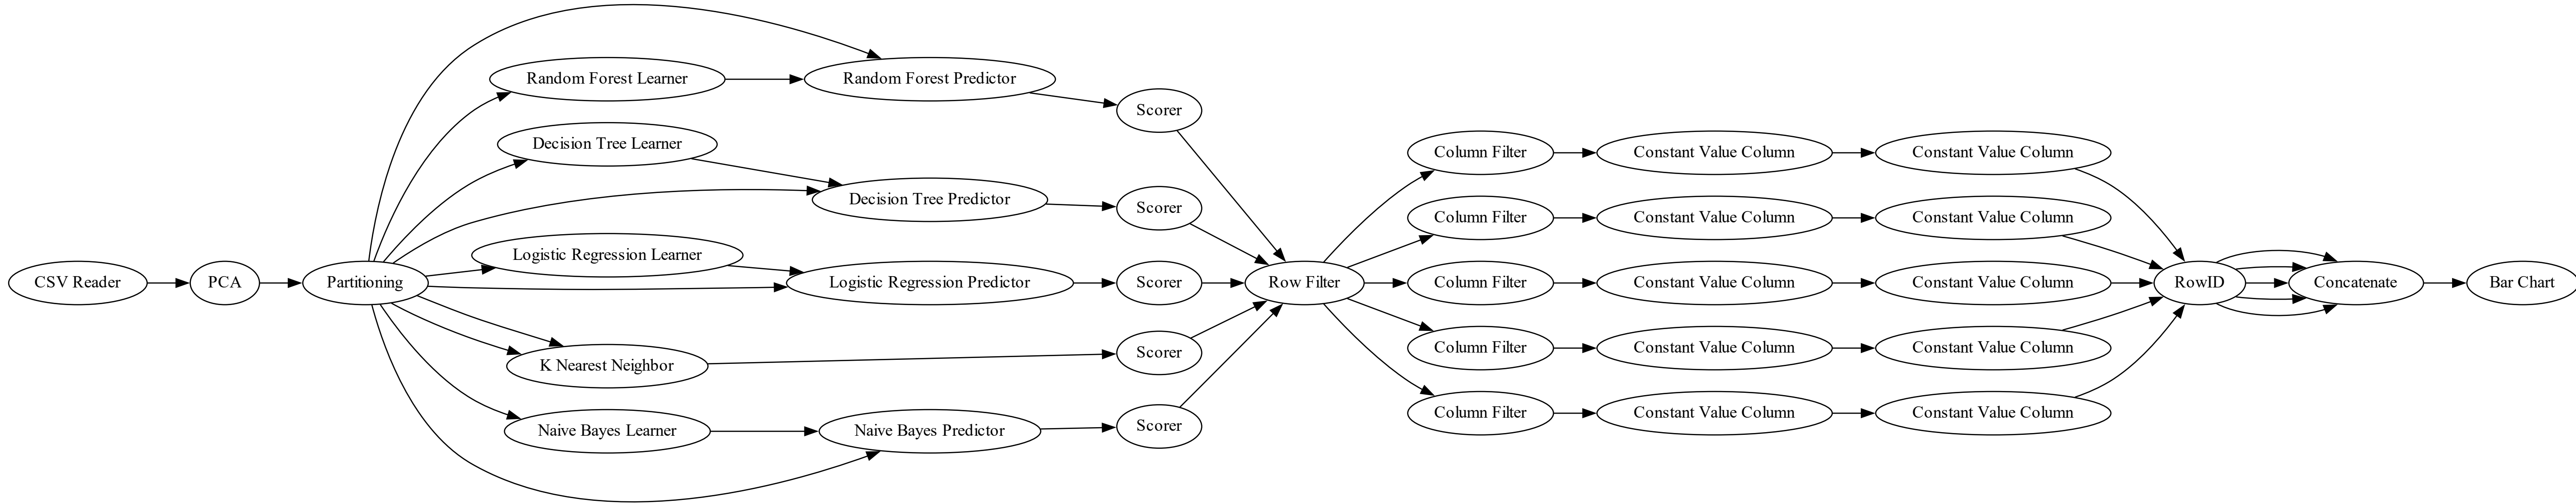 CSV Reader
PCA
Partitioning
Random Forest Learner
Random Forest Predictor
Scorer
Decision Tree Learner
Decision Tree Predictor
Scorer
Logistic Regression Learner
Logistic Regression Predictor
Scorer
K Nearest Neighbor
Scorer
Naive Bayes Learner
Naive Bayes Predictor
Scorer
Row Filter
Column Filter
Constant Value Column
Constant Value Column
Column Filter
Constant Value Column
Constant Value Column
Column Filter
Constant Value Column
Constant Value Column
Column Filter
Constant Value Column
Constant Value Column
Column Filter
Constant Value Column
Constant Value Column
RowID
Concatenate
Bar Chart